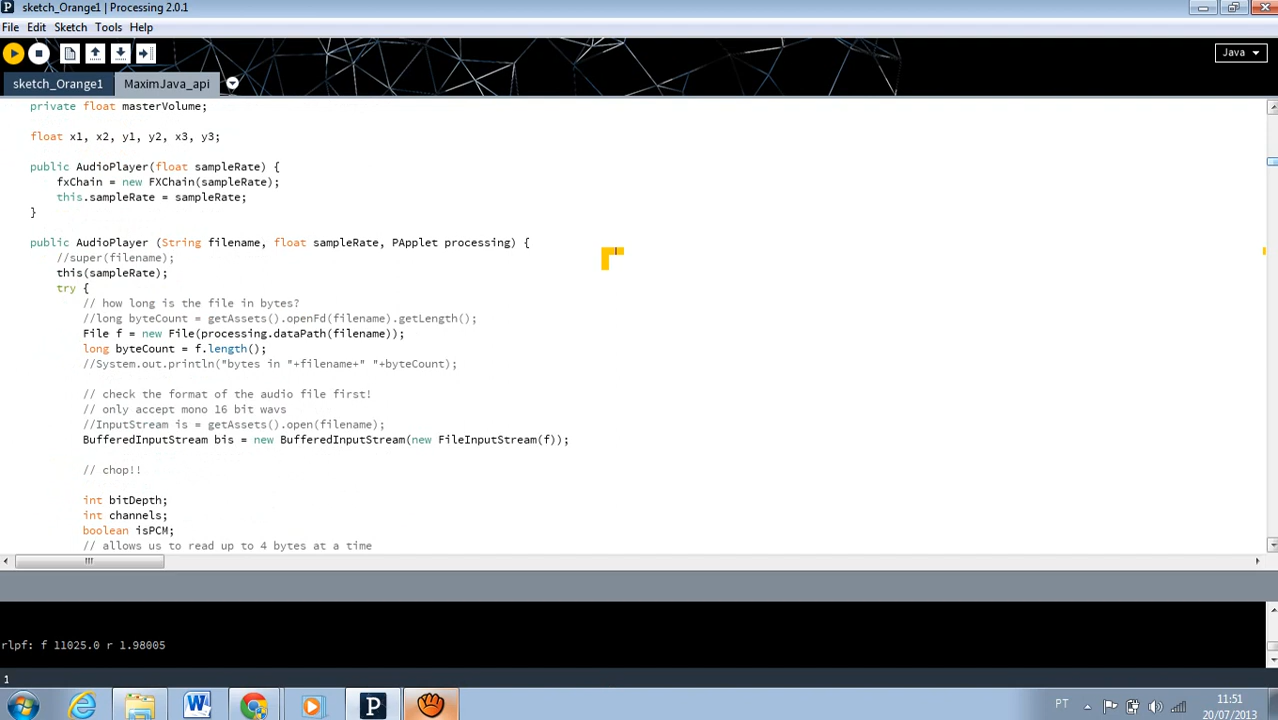 sketch_Orange1 | Processing 2.0.1
File Edit Sketch Tools Help
Java
sketch_Orange1 MaximJava_api
private float masterVolume;
float x1, x2, y1, y2, x3, y3;
public AudioPlayer(float sampleRate) {
fxChain = new FXChain(sampleRate);
this.sampleRate = sampleRate;
}
public AudioPlayer (String filename, float sampleRate, PApplet processing) {
//super(filename);
this(sampleRate);
try {
// how long is the file in bytes?
//long byteCount = getAssets().openFd(filename).getLength();
File f = new File(processing.dataPath(filename));
long byteCount = f.length();
//System.out.println("bytes in "+filename+" "+byteCount);
// check the format of the audio file first!
// only accept mono 16 bit wavs
//InputStream is = getAssets().open(filename);
BufferedInputStream bis = new BufferedInputStream(new FileInputStream(f));
// chop!!
int bitDepth;
int channels;
boolean isPCM;
// allows us to read up to 4 bytes at a time
rlpf: f 11025.0 r 1.98005
1
PT
11:51
20/07/2013